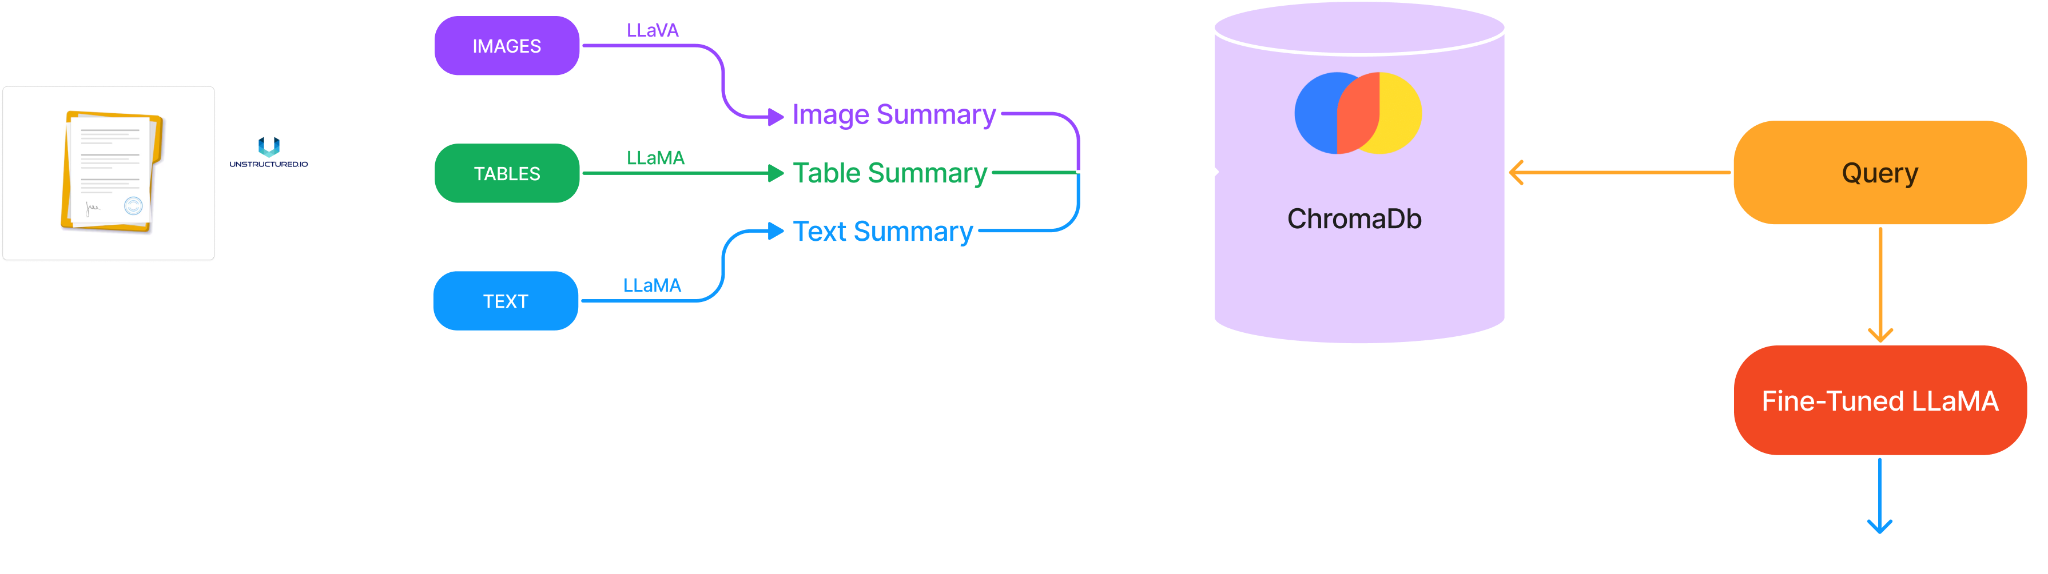 IMAGES
LLaVA
Image Summary
UNSTRUCTURED.IO
TABLES
LLaMA
Table Summary
TEXT
LLaMA
Text Summary
ChromaDb
Query
Fine-Tuned LLaMA